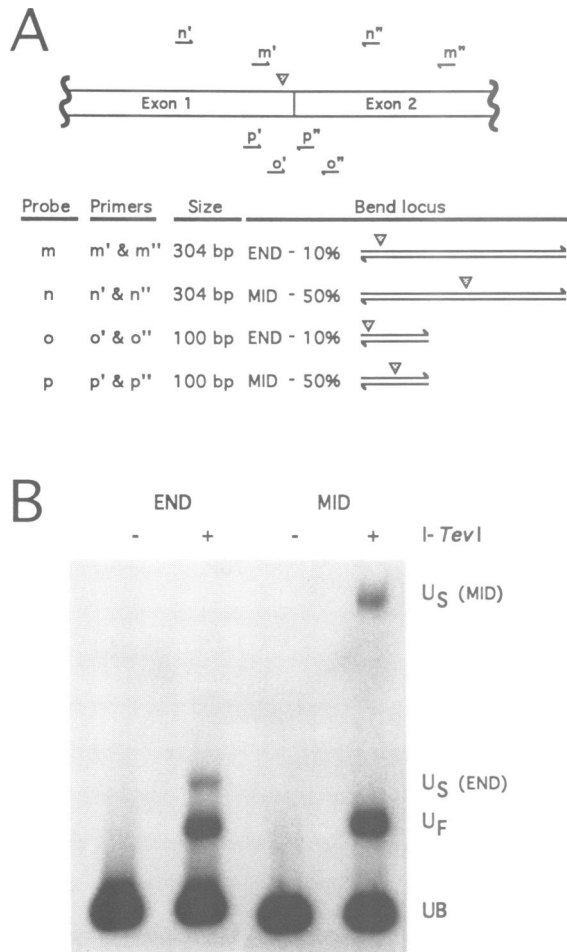 A
n' n"
m' m"
Exon 1 Exon 2
p' p"
o' o"
Probe Primers Size Bend locus
m m' & m" 304 bp END - 10%
n n' & n" 304 bp MID - 50%
o o' & o" 100 bp END - 10%
p p' & p" 100 bp MID - 50%
B
END MID
- + - + I-TevI
US (MID)
US (END)
UF
UB